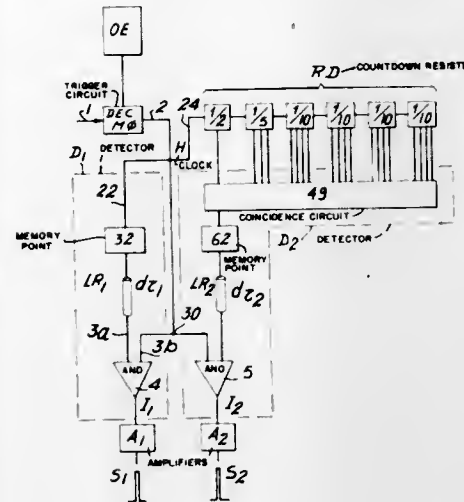 OE
RD COUNTDOWN RESIST
TRIGGER
CIRCUIT
1
DEC
MØ
2
24
1/2
1/5
1/10
1/10
1/10
1/10
D1
DETECTOR
H
CLOCK
22
49
COINCIDENCE CIRCUIT
D2
DETECTOR
MEMORY
POINT
32
62
MEMORY
POINT
LR1
dτ1
LR2
dτ2
3a
30
3b
AND
4
AND
5
I1
I2
A1
A2
AMPLIFIERS
S1
S2